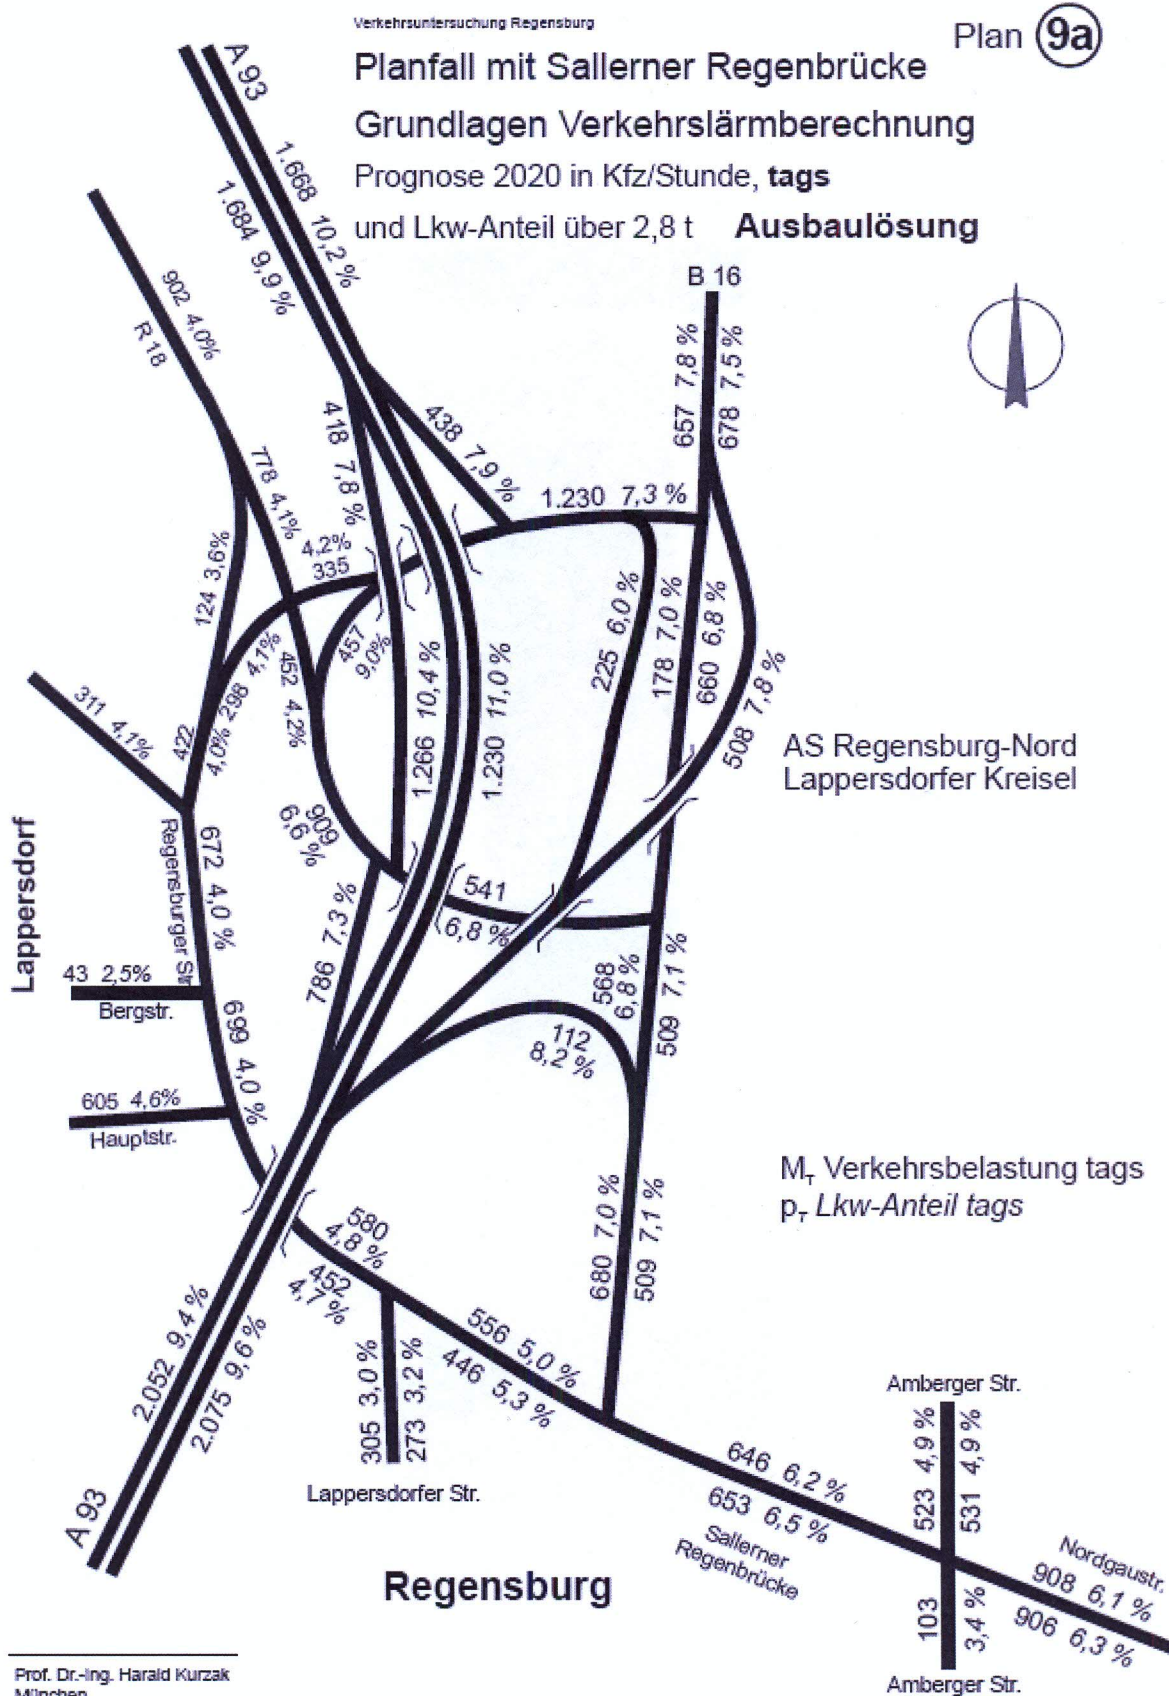 Verkehrsuntersuchung Regensburg
Plan 9a
Planfall mit Sallerner Regenbrücke
Grundlagen Verkehrslärmberechnung
Prognose 2020 in Kfz/Stunde, tags
und Lkw-Anteil über 2,8 t Ausbaulösung
A 93
1.668 10,2 %
1.684 9,9 %
902 4,0%
R 18
B 16
657 7,8 %
678 7,5 %
418 7,8 %
438 7,9 %
1.230 7,3 %
778 4,1%
4.2%
335
124 3,6%
457
9,0%
298 4,1%
452 4,2%
422
4,0%
311 4,1%
225 6,0 %
178 7,0 %
660 6,8 %
508 7,8 %
1.266 10,4 %
1.230 11,0 %
AS Regensburg-Nord
Lappersdorfer Kreisel
909
6,6 %
Lappersdorf
Regensburger Str.
672 4,0 %
541
6,8 %
786 7,3 %
43 2,5%
Bergstr.
568
6,8 %
509 7,1 %
112
8,2 %
699 4,0 %
605 4,6%
Hauptstr.
M_T Verkehrsbelastung tags
p_T Lkw-Anteil tags
580
4,8 %
452
4,7 %
680 7,0 %
509 7,1 %
2.052 9,4 %
2.075 9,6 %
556 5,0 %
446 5,3 %
305 3,0 %
273 3,2 %
Lappersdorfer Str.
Amberger Str.
523 4,9 %
531 4,9 %
646 6,2 %
653 6,5 %
Sallerner
Regenbrücke
A 93
Regensburg
Nordgaustr.
908 6,1 %
906 6,3 %
103
3,4 %
Amberger Str.
Prof. Dr.-Ing. Harald Kurzak
München